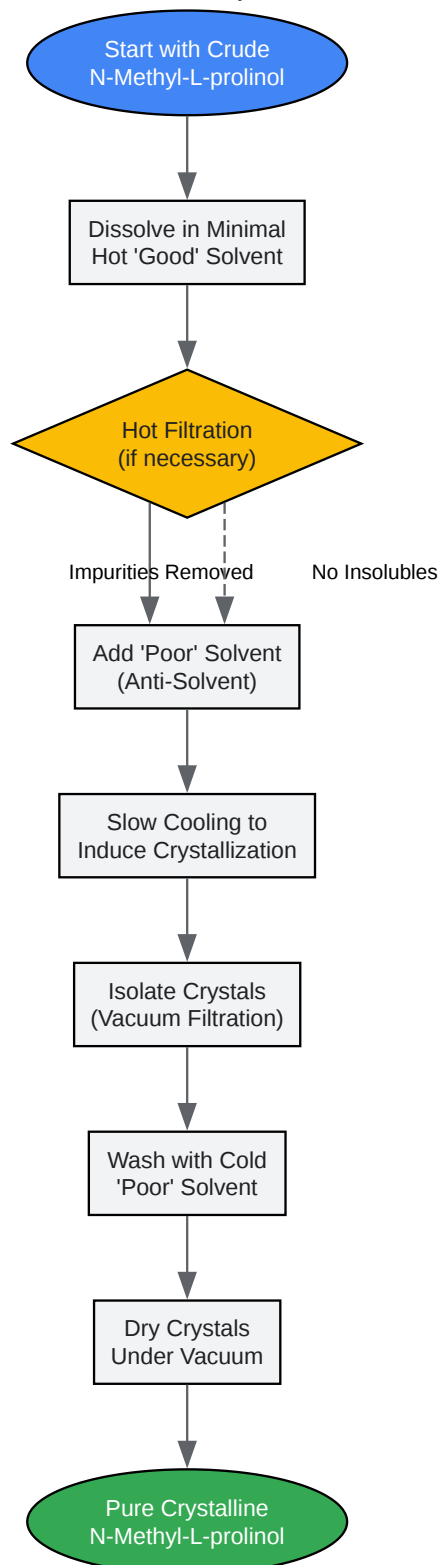 Start with Crude
N-Methyl-L-prolinol
Dissolve in Minimal
Hot 'Good' Solvent
Hot Filtration
(if necessary)
Impurities Removed
No Insolubles
Add 'Poor' Solvent
(Anti-Solvent)
Slow Cooling to
Induce Crystallization
Isolate Crystals
(Vacuum Filtration)
Wash with Cold
'Poor' Solvent
Dry Crystals
Under Vacuum
Pure Crystalline
N-Methyl-L-prolinol